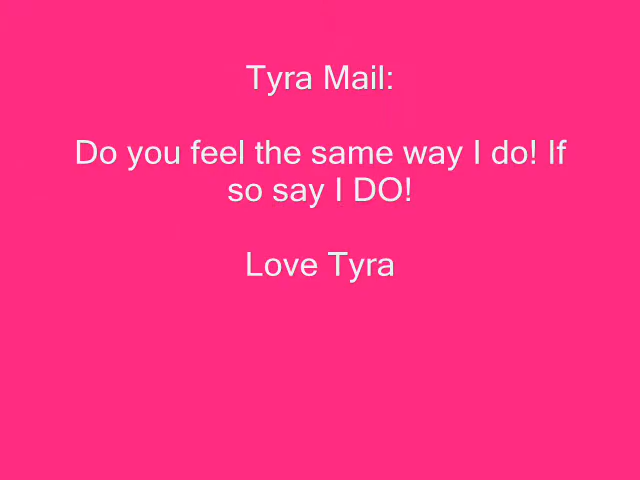 Tyra Mail:
Do you feel the same way I do! If
so say I DO!
Love Tyra